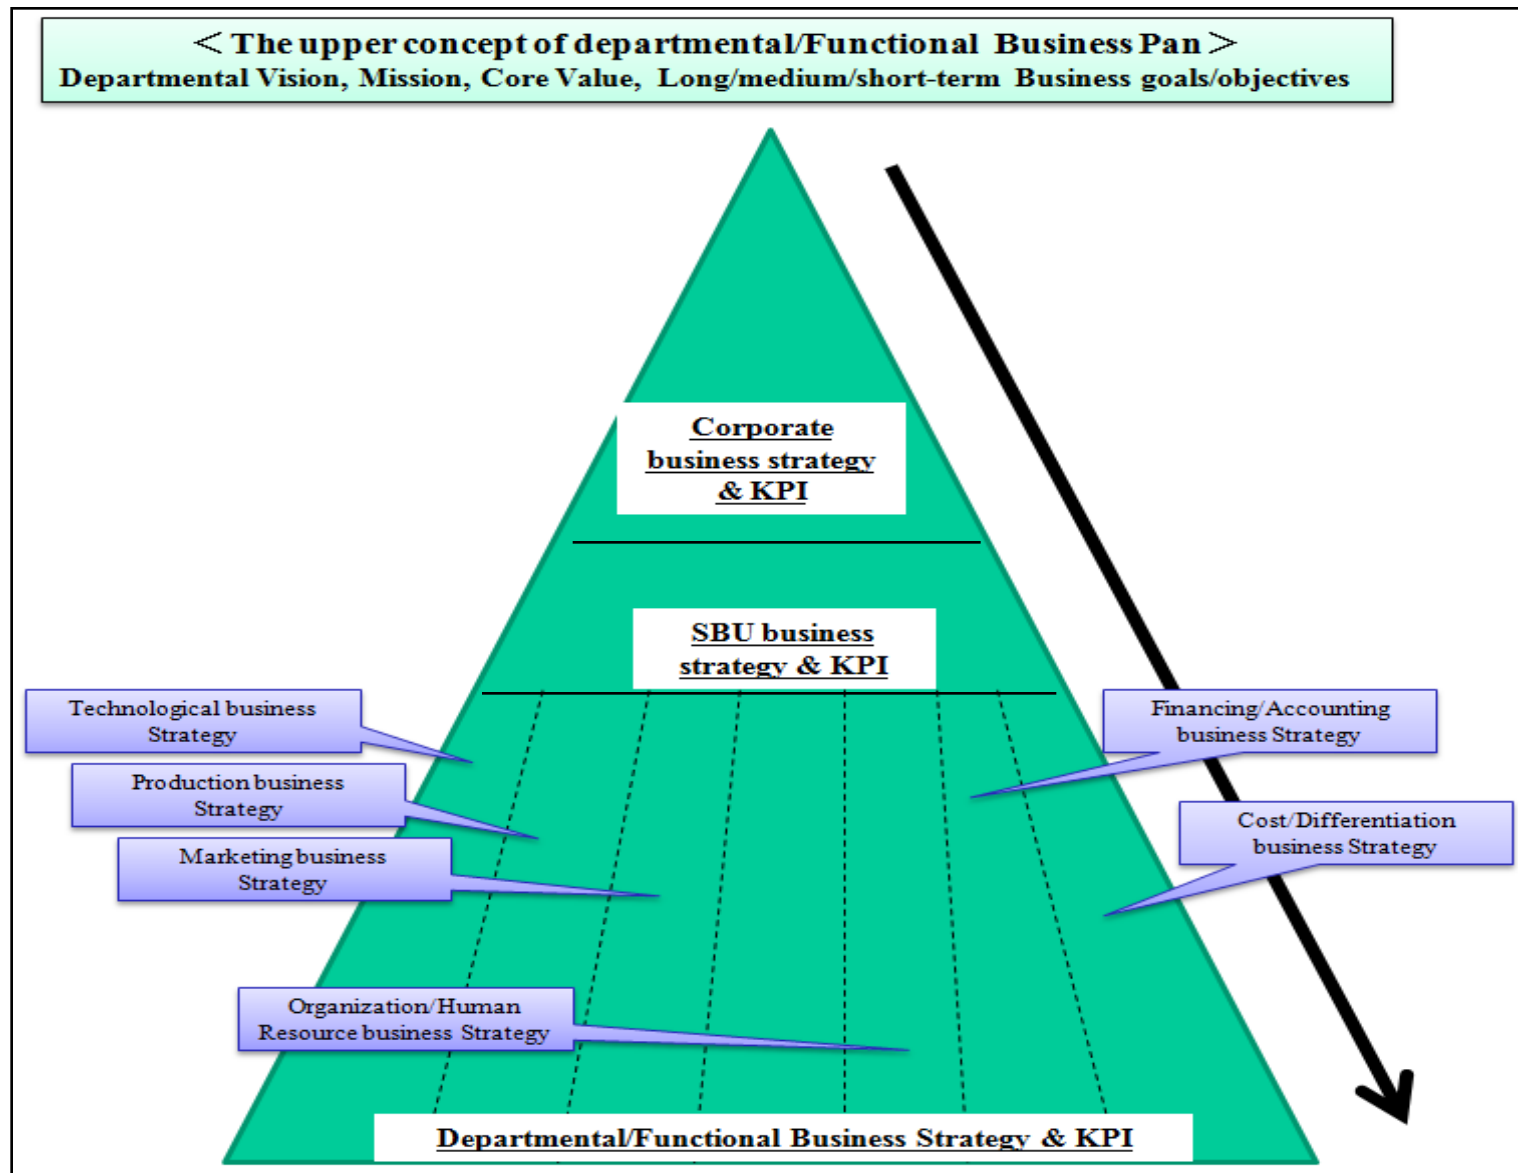 ＜The upper concept of departmental/Functional Business Pan＞
Departmental Vision, Mission, Core Value, Long/medium/short-term Business goals/objectives
Corporate
business strategy
& KPI
SBU business
strategy & KPI
Technological business
Strategy
Production business
Strategy
Marketing business
Strategy
Organization/Human
Resource business Strategy
Financing/Accounting
business Strategy
Cost/Differentiation
business Strategy
Departmental/Functional Business Strategy & KPI